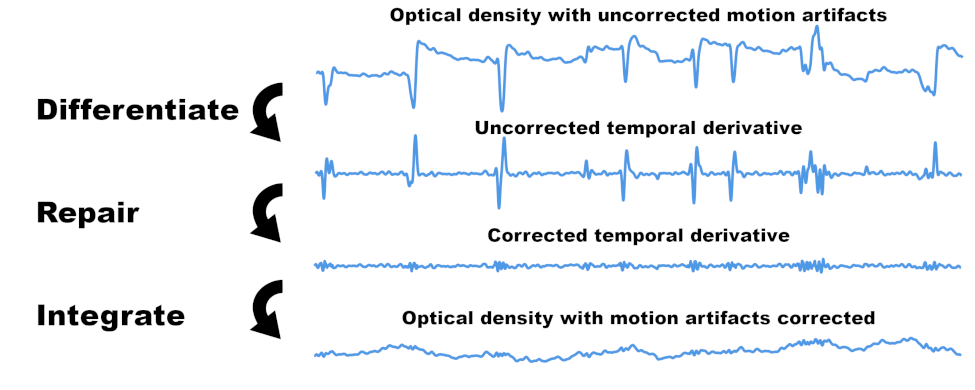 Optical density with uncorrected motion artifacts
Differentiate
Uncorrected temporal derivative
Repair
Corrected temporal derivative
Integrate
Optical density with motion artifacts corrected